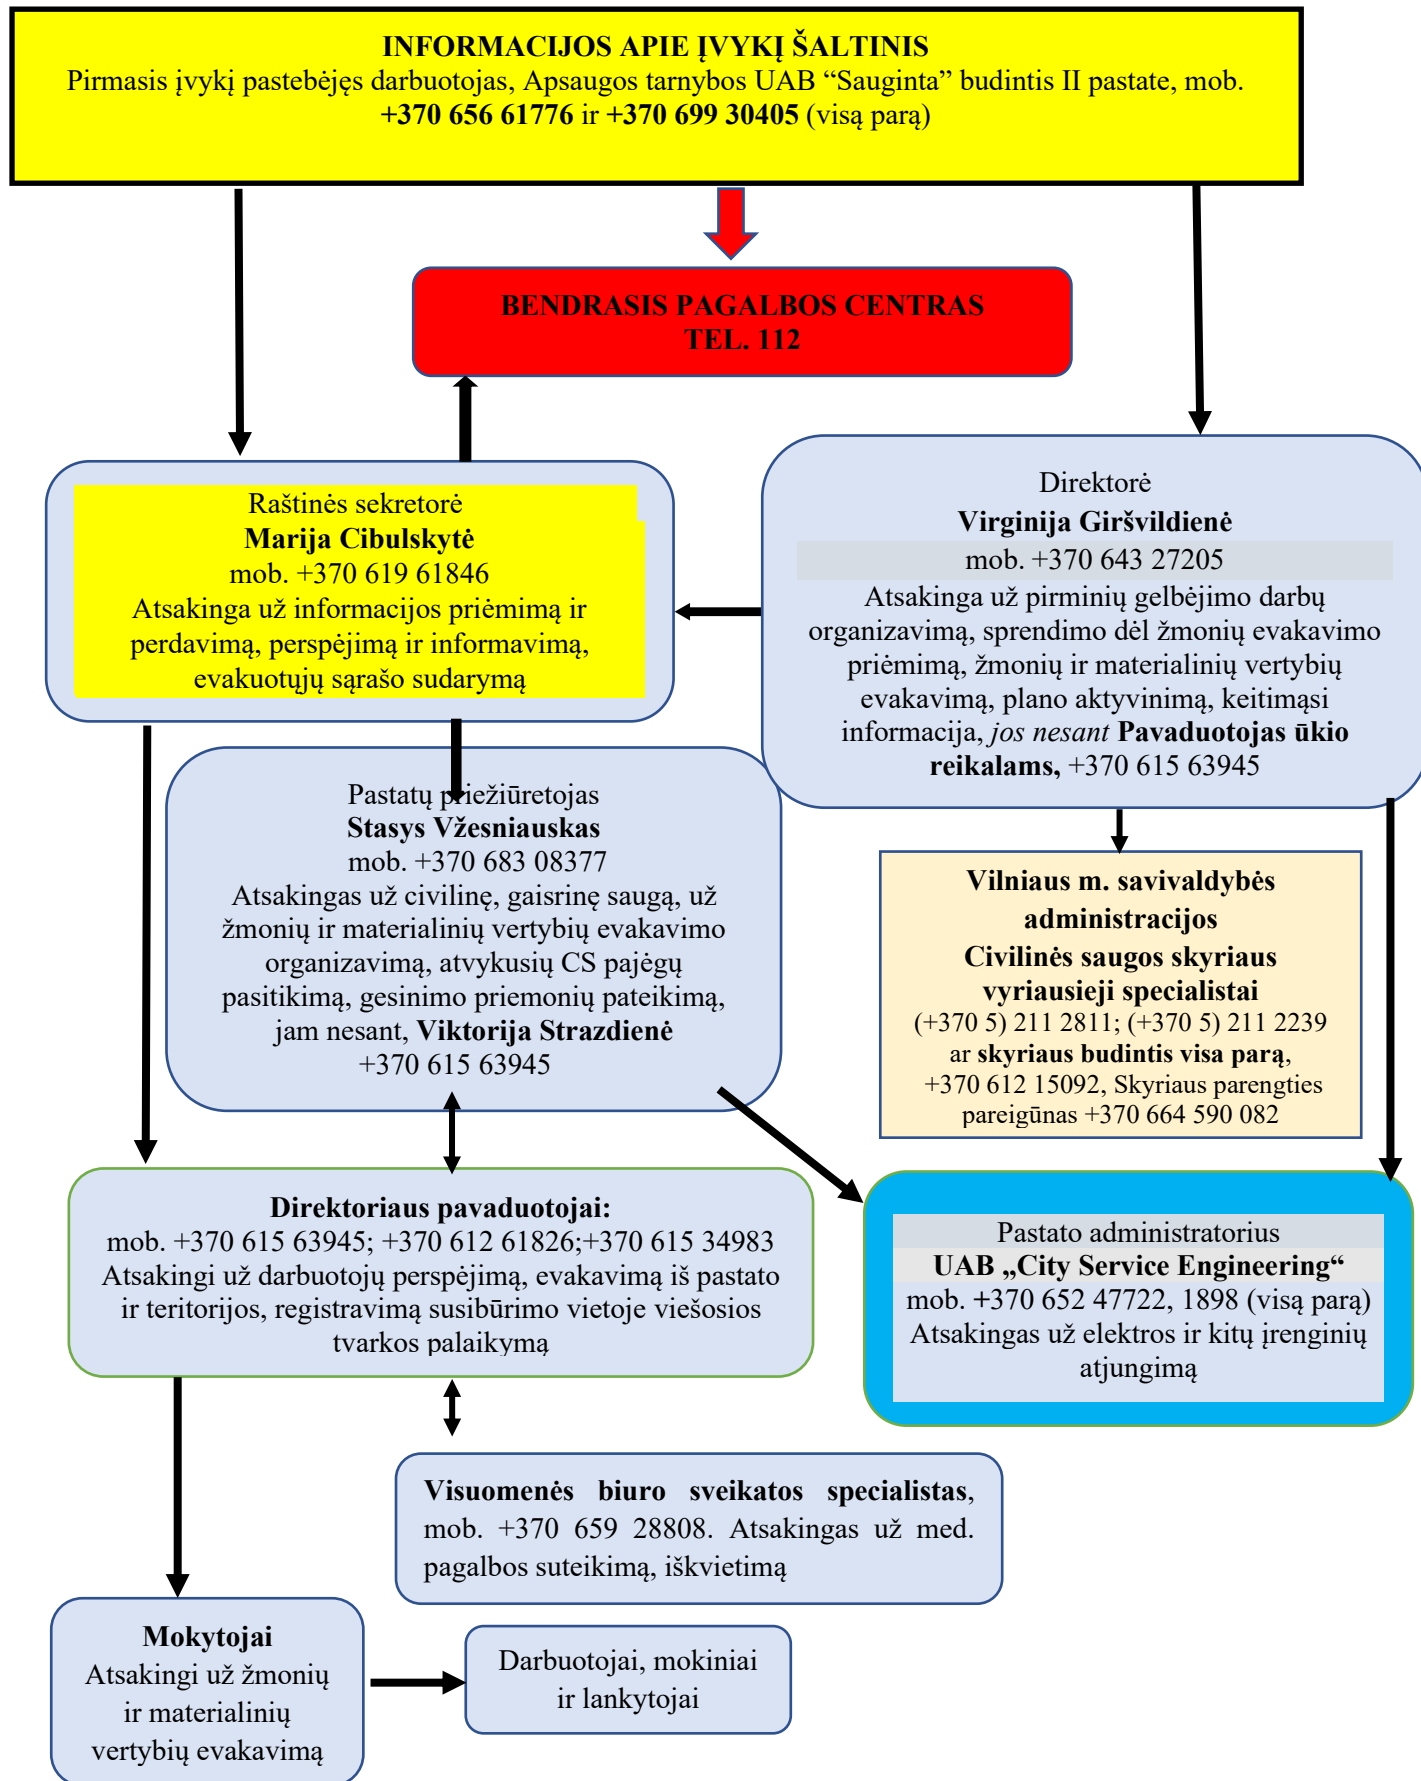 INFORMACIJOS APIE ĮVYKĮ ŠALTINIS
Pirmasis įvykį pastebėjęs darbuotojas, Apsaugos tarnybos UAB “Sauginta” budintis II pastate, mob.
+370 656 61776 ir +370 699 30405 (visą parą)
BENDRASIS PAGALBOS CENTRAS
TEL. 112
Raštinės sekretorė
Marija Cibulskytė
mob. +370 619 61846
Atsakinga už informacijos priėmimą ir
perdavimą, perspėjimą ir informavimą,
evakuotųjų sąrašo sudarymą
Direktorė
Virginija Giršvildienė
mob. +370 643 27205
Atsakinga už pirminių gelbėjimo darbų
organizavimą, sprendimo dėl žmonių evakavimo
priėmimą, žmonių ir materialinių vertybių
evakavimą, plano aktyvinimą, keitimąsi
informacija, jos nesant Pavaduotojas ūkio
reikalams, +370 615 63945
Pastatų priežiūretojas
Stasys Vžesniauskas
mob. +370 683 08377
Atsakingas už civilinę, gaisrinę saugą, už
žmonių ir materialinių vertybių evakavimo
organizavimą, atvykusių CS pajėgų
pasitikimą, gesinimo priemonių pateikimą,
jam nesant, Viktorija Strazdienė
+370 615 63945
Vilniaus m. savivaldybės
administracijos
Civilinės saugos skyriaus
vyriausieji specialistai
(+370 5) 211 2811; (+370 5) 211 2239
ar skyriaus budintis visa parą,
+370 612 15092, Skyriaus parengties
pareigūnas +370 664 590 082
Direktoriaus pavaduotojai:
mob. +370 615 63945; +370 612 61826;+370 615 34983
Atsakingi už darbuotojų perspėjimą, evakavimą iš pastato
ir teritorijos, registravimą susibūrimo vietoje viešosios
tvarkos palaikymą
Pastato administratorius
UAB „City Service Engineering“
mob. +370 652 47722, 1898 (visą parą)
Atsakingas už elektros ir kitų įrenginių
atjungimą
Visuomenės biuro sveikatos specialistas,
mob. +370 659 28808. Atsakingas už med.
pagalbos suteikimą, iškvietimą
Mokytojai
Atsakingi už žmonių
ir materialinių
vertybių evakavimą
Darbuotojai, mokiniai
ir lankytojai